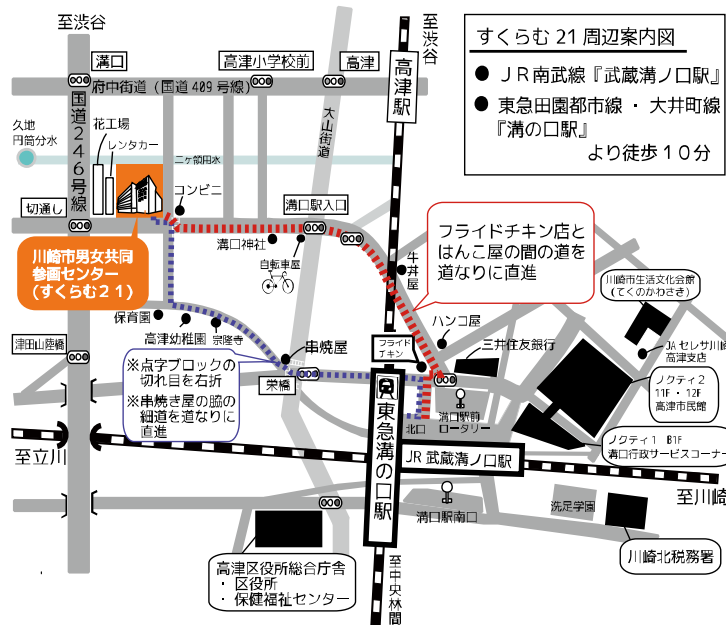 至渋谷
至渋谷
溝口
高津小学校前
高津
府中街道(国道409号線)
高津駅
すくらむ21周辺案内図
● JR南武線『武蔵溝ノ口駅』
● 東急田園都市線・大井町線
『溝の口駅』
より徒歩10分
国道246号線
久地
円筒分水
花工場
レンタカー
大山街道
二ヶ領用水
コンビニ
切通し
溝口駅入口
溝口神社
自転車屋
牛丼屋
フライドチキン店と
はんこ屋の間の道を
道なりに直進
川崎市男女共同
参画センター
(すくらむ21)
川崎市生活文化会館
(てくのかわさき)
保育園
高津幼稚園
宗隆寺
串焼屋
フライド
チキン
ハンコ屋
三井住友銀行
JAセレサ川崎
高津支店
津田山陸橋
※点字ブロックの
切れ目を右折
※串焼き屋の脇の
細道を道なりに
直進
栄橋
ノクティ2
11F・12F
高津市民館
溝口駅前
ロータリー
北口
東急溝の口駅
ノクティ1 B1F
溝口行政サービスコーナー
至立川
JR武蔵溝ノ口駅
至川崎
溝口駅南口
洗足学園
川崎北税務署
高津区役所総合庁舎
・区役所
・保健福祉センター
至中央林間